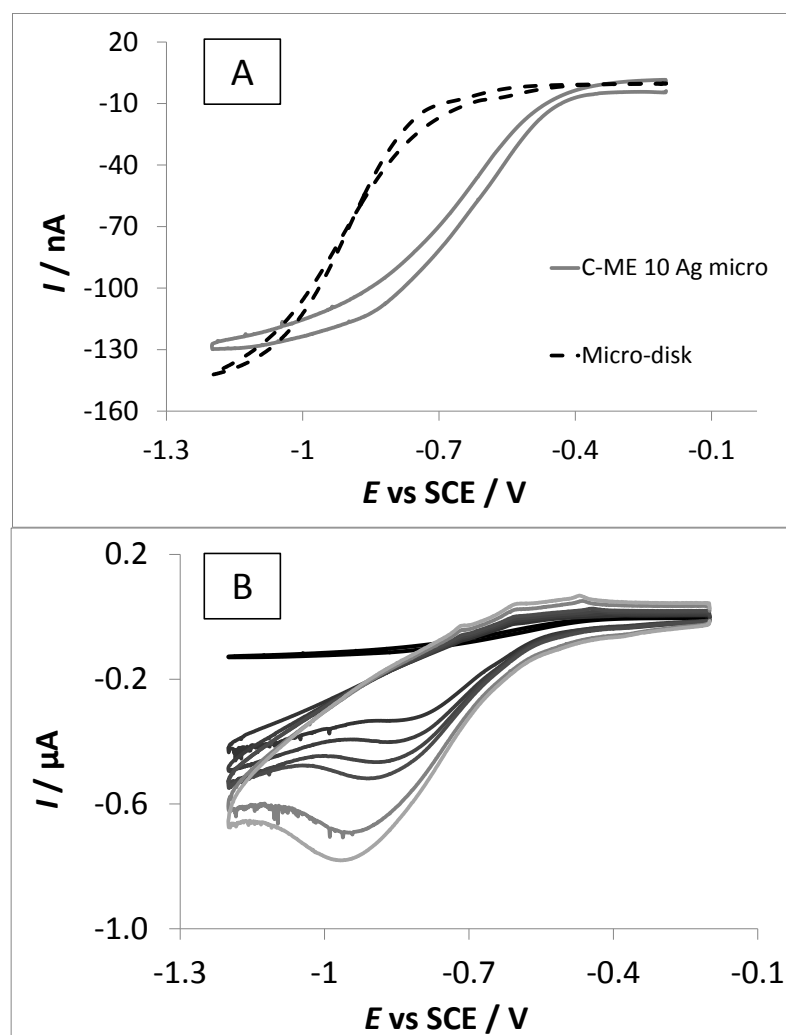 A
20
-10
-40
-70
-100
-130
-160
I / nA
C-ME 10 Ag micro
Micro-disk
-1.3
-1
-0.7
-0.4
-0.1
E vs SCE / V
B
0.2
-0.2
-0.6
-1.0
I / µA
-1.3
-1
-0.7
-0.4
-0.1
E vs SCE / V